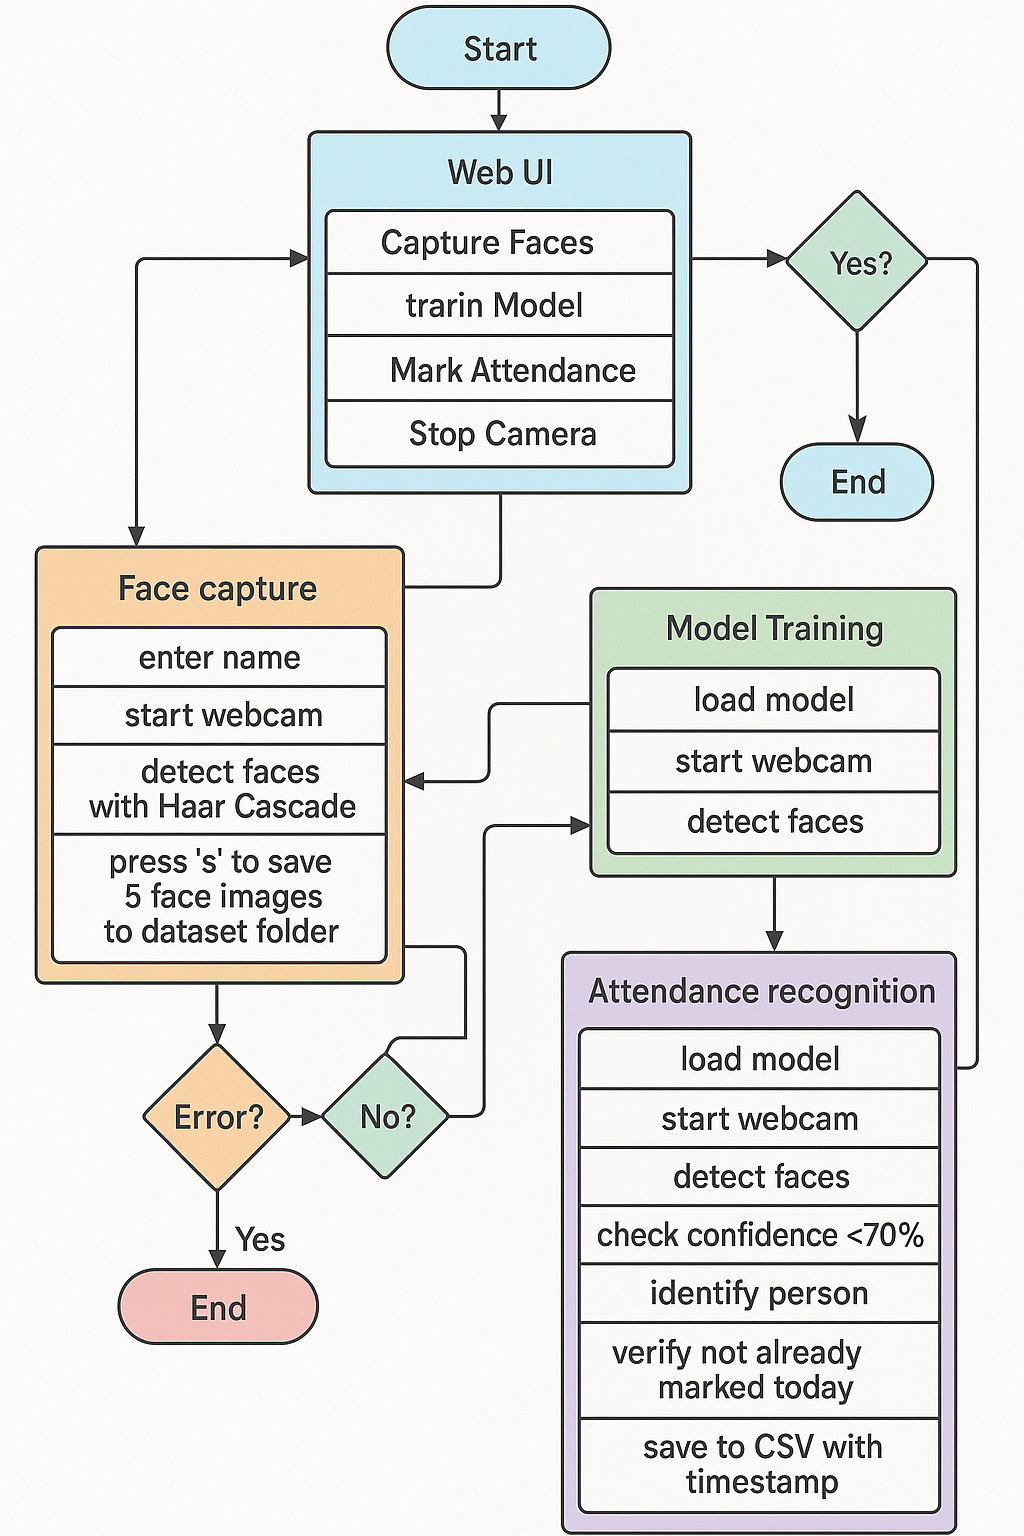 Start
Web UI
Capture Faces
trarin Model
Mark Attendance
Stop Camera
Yes?
End
Face capture
enter name
start webcam
detect faces
with Haar Cascade
press 's' to save
5 face images
to dataset folder
Model Training
load model
start webcam
detect faces
Error?
No?
Yes
End
Attendance recognition
load model
start webcam
detect faces
check confidence <70%
identify person
verify not already
marked today
save to CSV with
timestamp